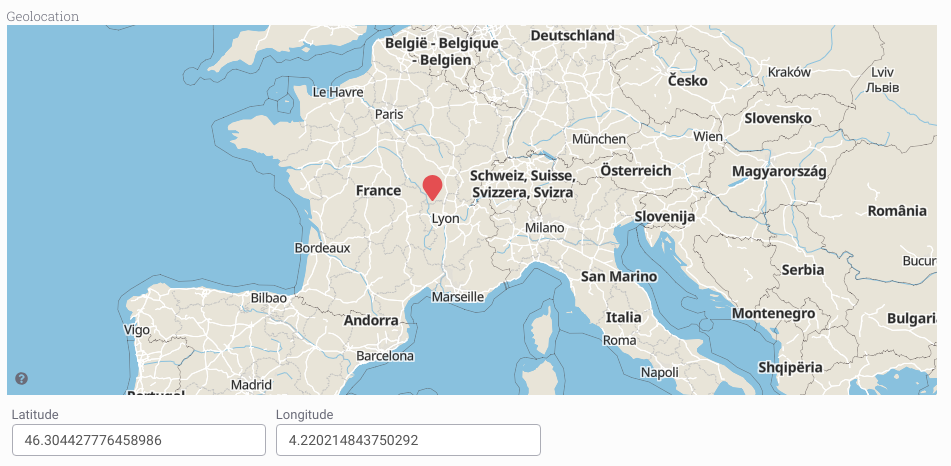 Geolocation
België - Belgique
- Belgien
Deutschland
Česko
Kraków
Lviv
Львів
Le Havre
Paris
Slovensko
München
Wien
France
Schweiz, Suisse,
Svizzera, Svizra
Österreich
Magyarország
Lyon
Slovenija
România
Milano
Bordeaux
San Marino
Serbia
Bucur
Bilbao
Marseille
Vigo
Andorra
Italia
Montenegro
Bulgari
Roma
Barcelona
Shqipëria
Napoli
?
Madrid
Portugal
Latitude
Longitude
46.304427776458986
4.220214843750292